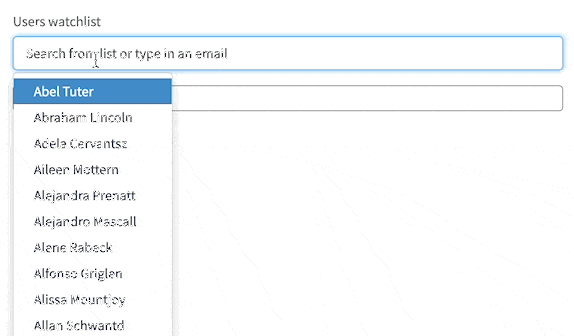 Users watchlist
Search from list or type in an email
Abel Tuter
Abraham Lincoln
Adela Cervantsz
Aileen Mottern
Alejandra Prenatt
Alejandro Mascall
Alene Rabeck
Alfonso Griglen
Alissa Mountjoy
Allan Schwantd